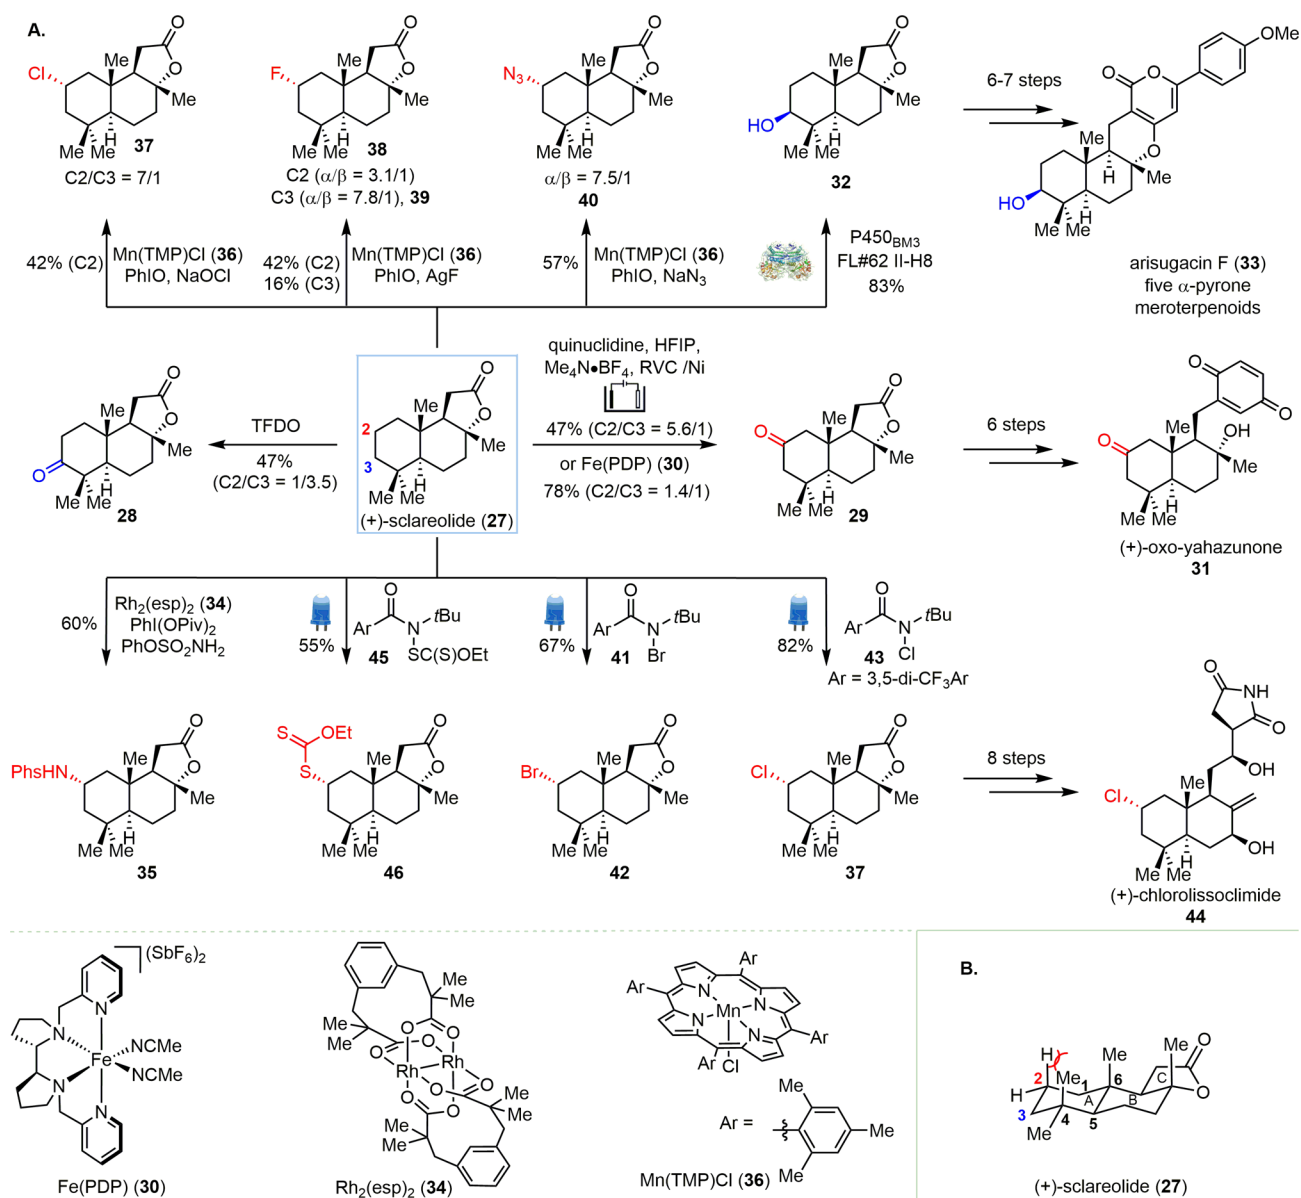 A.
O
Me
O
Cl
Me
H
Me Me
37
C2/C3 = 7/1
O
Me
O
F
Me
H
Me Me
38
C2 (α/β = 3.1/1)
C3 (α/β = 7.8/1), 39
O
Me
O
N3
Me
H
Me Me
40
α/β = 7.5/1
O
Me
O
Me
HO
H
Me Me
32
6-7 steps
OMe
O
O
Me
O
H
Me
HO
H
Me Me
arisugacin F (33)
five α-pyrone
meroterpenoids
42% (C2)
Mn(TMP)Cl (36)
PhIO, NaOCl
42% (C2)
16% (C3)
Mn(TMP)Cl (36)
PhIO, AgF
57%
Mn(TMP)Cl (36)
PhIO, NaN3
P450BM3
FL#62 II-H8
83%
O
Me
O
Me
O
H
Me Me
28
TFDO
47%
(C2/C3 = 1/3.5)
O
Me
O
2
Me
3
H
Me Me
(+)-sclareolide (27)
quinuclidine, HFIP,
Me4N•BF4, RVC /Ni
47% (C2/C3 = 5.6/1)
or Fe(PDP) (30)
78% (C2/C3 = 1.4/1)
O
Me
O
O
Me
H
Me Me
29
6 steps
O
O
Me
OH
O
Me
H
Me Me
(+)-oxo-yahazunone
31
60%
Rh2(esp)2 (34)
PhI(OPiv)2
PhOSO2NH2
55%
O
Ar
N
tBu
SC(S)OEt
45
67%
O
Ar
N
tBu
Br
41
82%
O
Ar
N
tBu
Cl
43
Ar = 3,5-di-CF3Ar
O
Me
O
PhsHN
Me
H
Me Me
35
S
OEt
S
O
Me
O
Me
H
Me Me
46
O
Me
O
Br
Me
H
Me Me
42
O
Me
O
Cl
Me
H
Me Me
37
8 steps
O
NH
O
OH
Me
Cl
OH
H
Me Me
(+)-chlorolissoclimide
44
(SbF6)2
N
N
N
N
Fe
NCMe
NCMe
Fe(PDP) (30)
Me
Me
Me
Me
O
O
O
O
Rh
Rh
O
O
O
O
Me
Me
Me
Me
Rh2(esp)2 (34)
Ar
Ar
N
N
Mn
N
N
Ar
Ar
Cl
Ar =
Me
Me
Me
Mn(TMP)Cl (36)
B.
H
Me
Me
O
2
Me
1
6
C
H
A
B
O
3
4
5
Me
(+)-sclareolide (27)